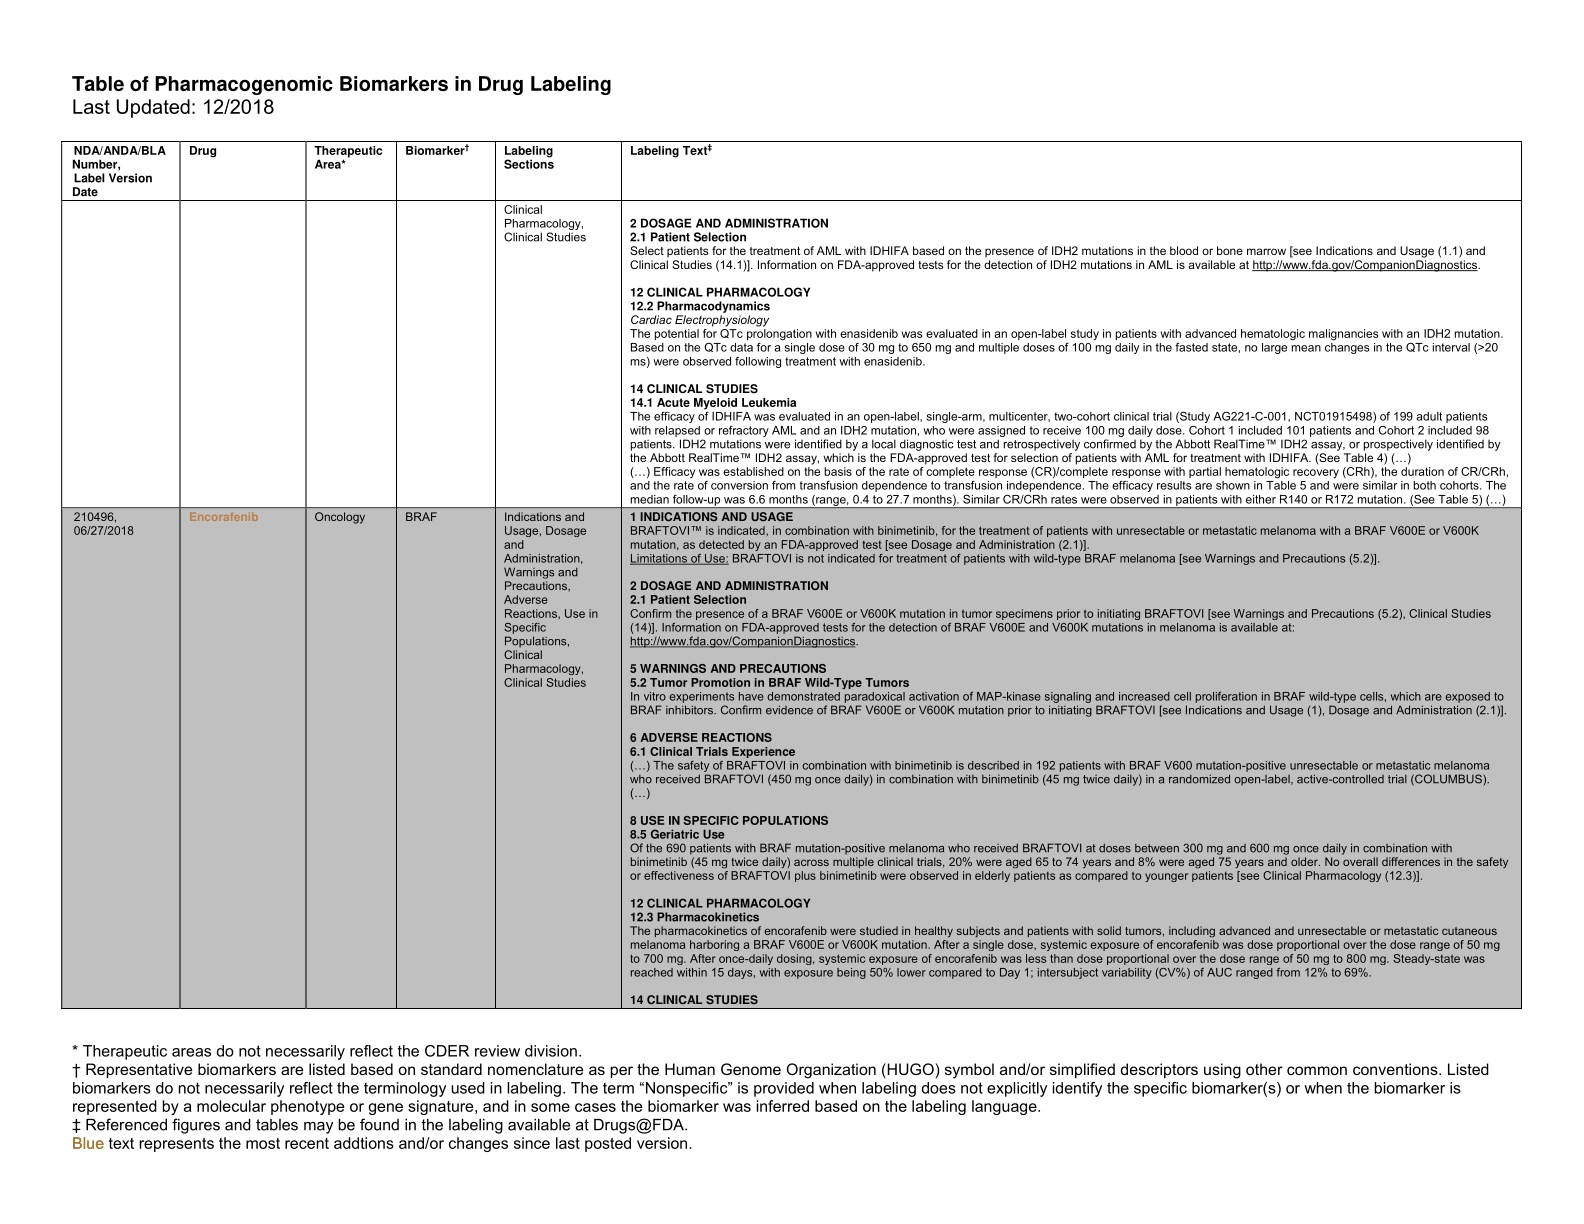 Table of Pharmacogenomic Biomarkers in Drug Labeling
Last Updated: 12/2018
NDA/ANDA/BLA
Number,
Label Version
Date
Drug
Therapeutic
Area*
Biomarker†
Labeling
Sections
Labeling Text‡
Clinical
Pharmacology,
Clinical Studies
2 DOSAGE AND ADMINISTRATION
2.1 Patient Selection
Select patients for the treatment of AML with IDHIFA based on the presence of IDH2 mutations in the blood or bone marrow [see Indications and Usage (1.1) and
Clinical Studies (14.1)]. Information on FDA-approved tests for the detection of IDH2 mutations in AML is available at http://www.fda.gov/CompanionDiagnostics.
12 CLINICAL PHARMACOLOGY
12.2 Pharmacodynamics
Cardiac Electrophysiology
The potential for QTc prolongation with enasidenib was evaluated in an open-label study in patients with advanced hematologic malignancies with an IDH2 mutation.
Based on the QTc data for a single dose of 30 mg to 650 mg and multiple doses of 100 mg daily in the fasted state, no large mean changes in the QTc interval (>20
ms) were observed following treatment with enasidenib.
14 CLINICAL STUDIES
14.1 Acute Myeloid Leukemia
The efficacy of IDHIFA was evaluated in an open-label, single-arm, multicenter, two-cohort clinical trial (Study AG221-C-001, NCT01915498) of 199 adult patients
with relapsed or refractory AML and an IDH2 mutation, who were assigned to receive 100 mg daily dose. Cohort 1 included 101 patients and Cohort 2 included 98
patients. IDH2 mutations were identified by a local diagnostic test and retrospectively confirmed by the Abbott RealTime™ IDH2 assay, or prospectively identified by
the Abbott RealTime™ IDH2 assay, which is the FDA-approved test for selection of patients with AML for treatment with IDHIFA. (See Table 4) (…)
(…) Efficacy was established on the basis of the rate of complete response (CR)/complete response with partial hematologic recovery (CRh), the duration of CR/CRh,
and the rate of conversion from transfusion dependence to transfusion independence. The efficacy results are shown in Table 5 and were similar in both cohorts. The
median follow-up was 6.6 months (range, 0.4 to 27.7 months). Similar CR/CRh rates were observed in patients with either R140 or R172 mutation. (See Table 5) (…)
210496,
06/27/2018
Encorafenib
Oncology
BRAF
Indications and
Usage, Dosage
and
Administration,
Warnings and
Precautions,
Adverse
Reactions, Use in
Specific
Populations,
Clinical
Pharmacology,
Clinical Studies
1 INDICATIONS AND USAGE
BRAFTOVI™ is indicated, in combination with binimetinib, for the treatment of patients with unresectable or metastatic melanoma with a BRAF V600E or V600K
mutation, as detected by an FDA-approved test [see Dosage and Administration (2.1)].
Limitations of Use: BRAFTOVI is not indicated for treatment of patients with wild-type BRAF melanoma [see Warnings and Precautions (5.2)].
2 DOSAGE AND ADMINISTRATION
2.1 Patient Selection
Confirm the presence of a BRAF V600E or V600K mutation in tumor specimens prior to initiating BRAFTOVI [see Warnings and Precautions (5.2), Clinical Studies
(14)]. Information on FDA-approved tests for the detection of BRAF V600E and V600K mutations in melanoma is available at:
http://www.fda.gov/CompanionDiagnostics.
5 WARNINGS AND PRECAUTIONS
5.2 Tumor Promotion in BRAF Wild-Type Tumors
In vitro experiments have demonstrated paradoxical activation of MAP-kinase signaling and increased cell proliferation in BRAF wild-type cells, which are exposed to
BRAF inhibitors. Confirm evidence of BRAF V600E or V600K mutation prior to initiating BRAFTOVI [see Indications and Usage (1), Dosage and Administration (2.1)].
6 ADVERSE REACTIONS
6.1 Clinical Trials Experience
(…) The safety of BRAFTOVI in combination with binimetinib is described in 192 patients with BRAF V600 mutation-positive unresectable or metastatic melanoma
who received BRAFTOVI (450 mg once daily) in combination with binimetinib (45 mg twice daily) in a randomized open-label, active-controlled trial (COLUMBUS).
(…)
8 USE IN SPECIFIC POPULATIONS
8.5 Geriatric Use
Of the 690 patients with BRAF mutation-positive melanoma who received BRAFTOVI at doses between 300 mg and 600 mg once daily in combination with
binimetinib (45 mg twice daily) across multiple clinical trials, 20% were aged 65 to 74 years and 8% were aged 75 years and older. No overall differences in the safety
or effectiveness of BRAFTOVI plus binimetinib were observed in elderly patients as compared to younger patients [see Clinical Pharmacology (12.3)].
12 CLINICAL PHARMACOLOGY
12.3 Pharmacokinetics
The pharmacokinetics of encorafenib were studied in healthy subjects and patients with solid tumors, including advanced and unresectable or metastatic cutaneous
melanoma harboring a BRAF V600E or V600K mutation. After a single dose, systemic exposure of encorafenib was dose proportional over the dose range of 50 mg
to 700 mg. After once-daily dosing, systemic exposure of encorafenib was less than dose proportional over the dose range of 50 mg to 800 mg. Steady-state was
reached within 15 days, with exposure being 50% lower compared to Day 1; intersubject variability (CV%) of AUC ranged from 12% to 69%.
14 CLINICAL STUDIES
* Therapeutic areas do not necessarily reflect the CDER review division.
† Representative biomarkers are listed based on standard nomenclature as per the Human Genome Organization (HUGO) symbol and/or simplified descriptors using other common conventions. Listed
biomarkers do not necessarily reflect the terminology used in labeling. The term “Nonspecific” is provided when labeling does not explicitly identify the specific biomarker(s) or when the biomarker is
represented by a molecular phenotype or gene signature, and in some cases the biomarker was inferred based on the labeling language.
‡ Referenced figures and tables may be found in the labeling available at Drugs@FDA.
Blue text represents the most recent addtions and/or changes since last posted version.